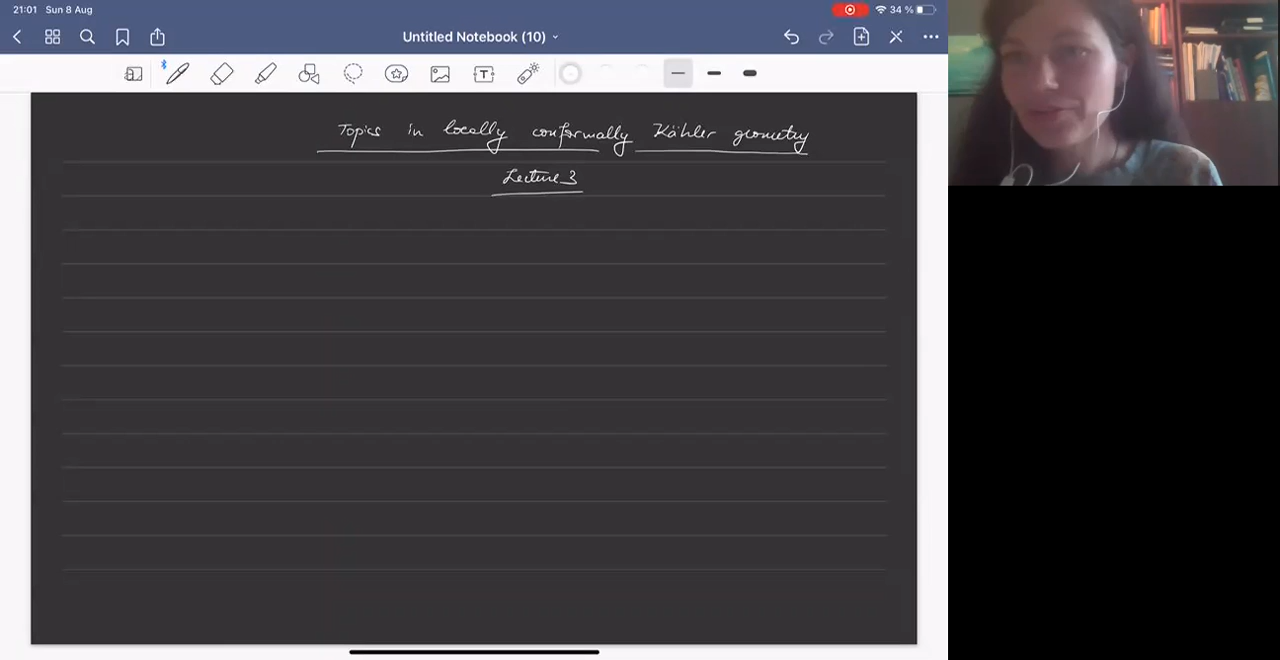 21:01 Sun 8 Aug
34 %
Untitled Notebook (10)
T
Topics in locally conformally Kähler geometry
Lecture 3